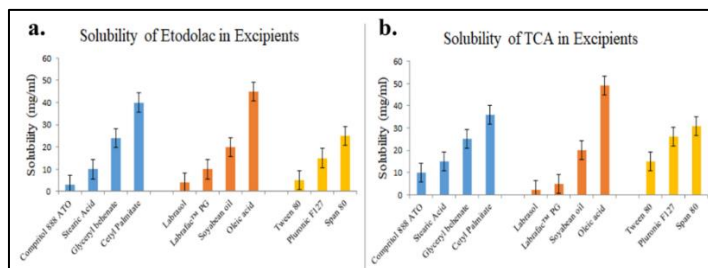 a.
Solubility of Etodolac in Excipients
Solubility (mg/ml)
60
50
40
30
20
10
0
Compritol 888 ATO
Stearic Acid
Glyceryl behenate
Cetyl Palmitate
Labrasol
Labrafac™ PG
Soyabean oil
Oleic acid
Tween 80
Pluronic F127
Span 80
b.
Solubility of TCA in Excipients
Solubility (mg/ml)
60
50
40
30
20
10
0
Compritol 888 ATO
Stearic Acid
Glyceryl behenate
Cetyl Palmitate
Labrasol
Labrafac™ PG
Soyabean oil
Oleic acid
Tween 80
Pluronic F127
Span 80